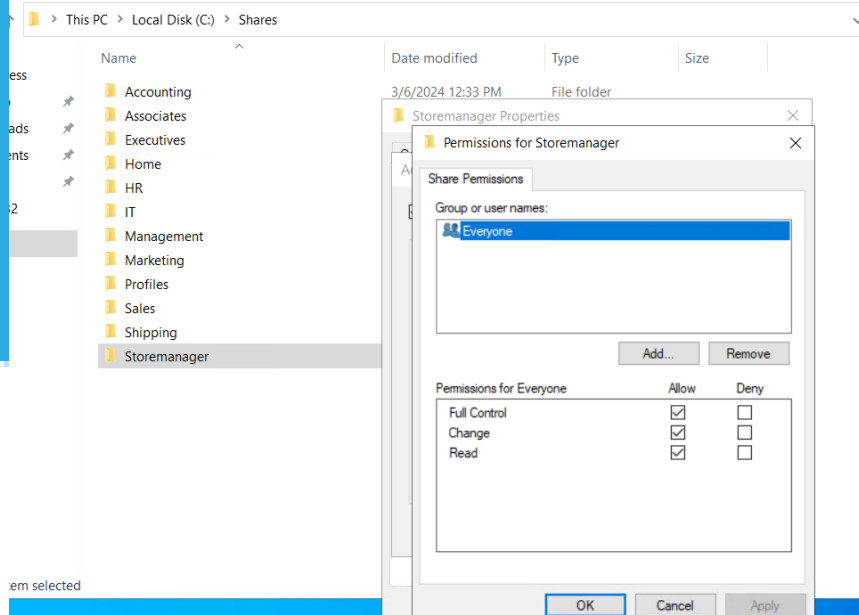 This PC > Local Disk (C:) > Shares
Name Date modified Type Size
ess
ads
ents
32
Accounting 3/6/2024 12:33 PM File folder
Associates
Executives
Home
HR
IT
Management
Marketing
Profiles
Sales
Shipping
Storemanager
Storemanager Properties
Permissions for Storemanager
Share Permissions
Group or user names:
Everyone
Add...
Remove
Permissions for Everyone Allow Deny
Full Control
Change
Read
OK
Cancel
Apply
em selected